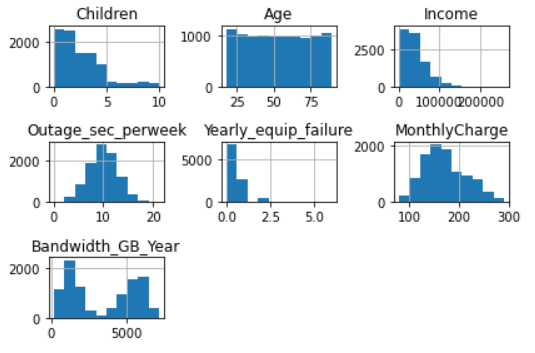 Children Age Income
2000
0
0 5 10
1000
0
25 50 75
2500
0
0 200000
Outage_sec_perweek Yearly_equip_failure MonthlyCharge
2000
0
0 10 20
5000
0
0.0 2.5 5.0
2000
0
100 200 300
Bandwidth_GB_Year
2000
0
0 5000